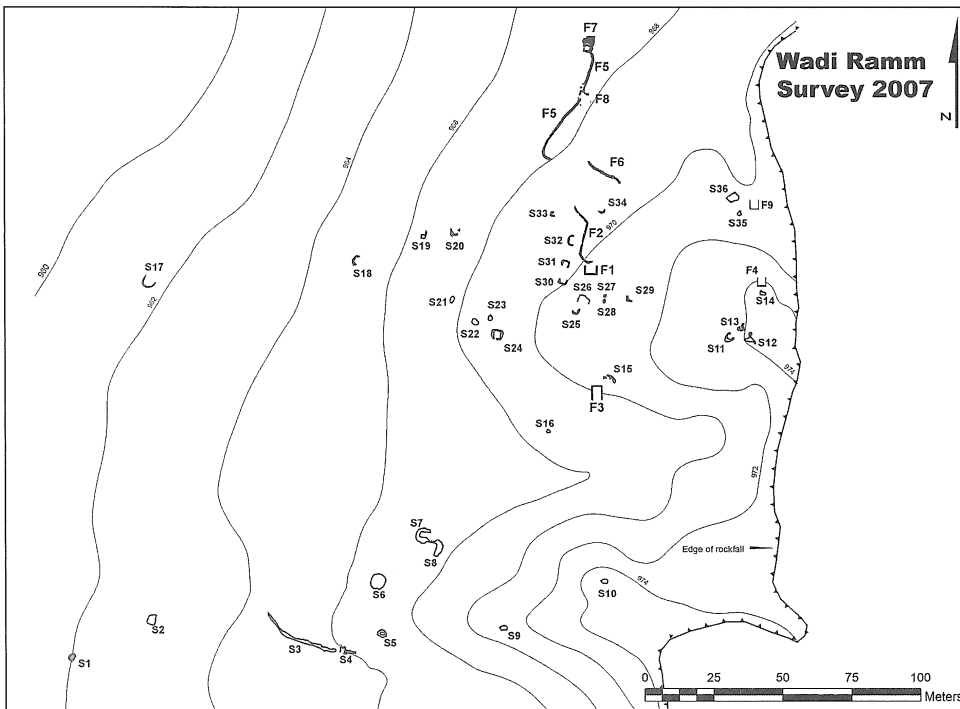 Wadi Ramm
Survey 2007
N
F7
968
F5
F8
F5
F6
S36
F9
S35
S34
S33
970
F2
S32
S19
S20
S18
S31
F1
S17
S30
F4
S14
S26
S27
S29
S28
S25
S21
S23
S22
S24
S13
S11
S12
974
S15
F3
S16
972
S7
S8
Edge of rockfall
S6
974
S10
S2
S5
S9
S3
S4
S1
0 25 50 75 100
Meters